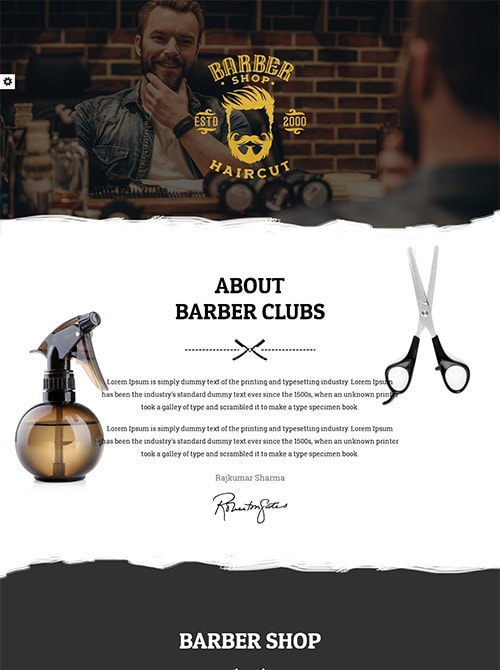 BARBER
SHOP
ESTD 2000
HAIRCUT
ABOUT
BARBER CLUBS
Lorem Ipsum is simply dummy text of the printing and typesetting industry. Lorem Ipsum
has been the industry's standard dummy text ever since the 1500s, when an unknown printer
took a galley of type and scrambled it to make a type specimen book.
Lorem Ipsum is simply dummy text of the printing and typesetting industry. Lorem Ipsum
has been the industry's standard dummy text ever since the 1500s, when an unknown printer
took a galley of type and scrambled it to make a type specimen book.
Rajkumar Sharma
BARBER SHOP